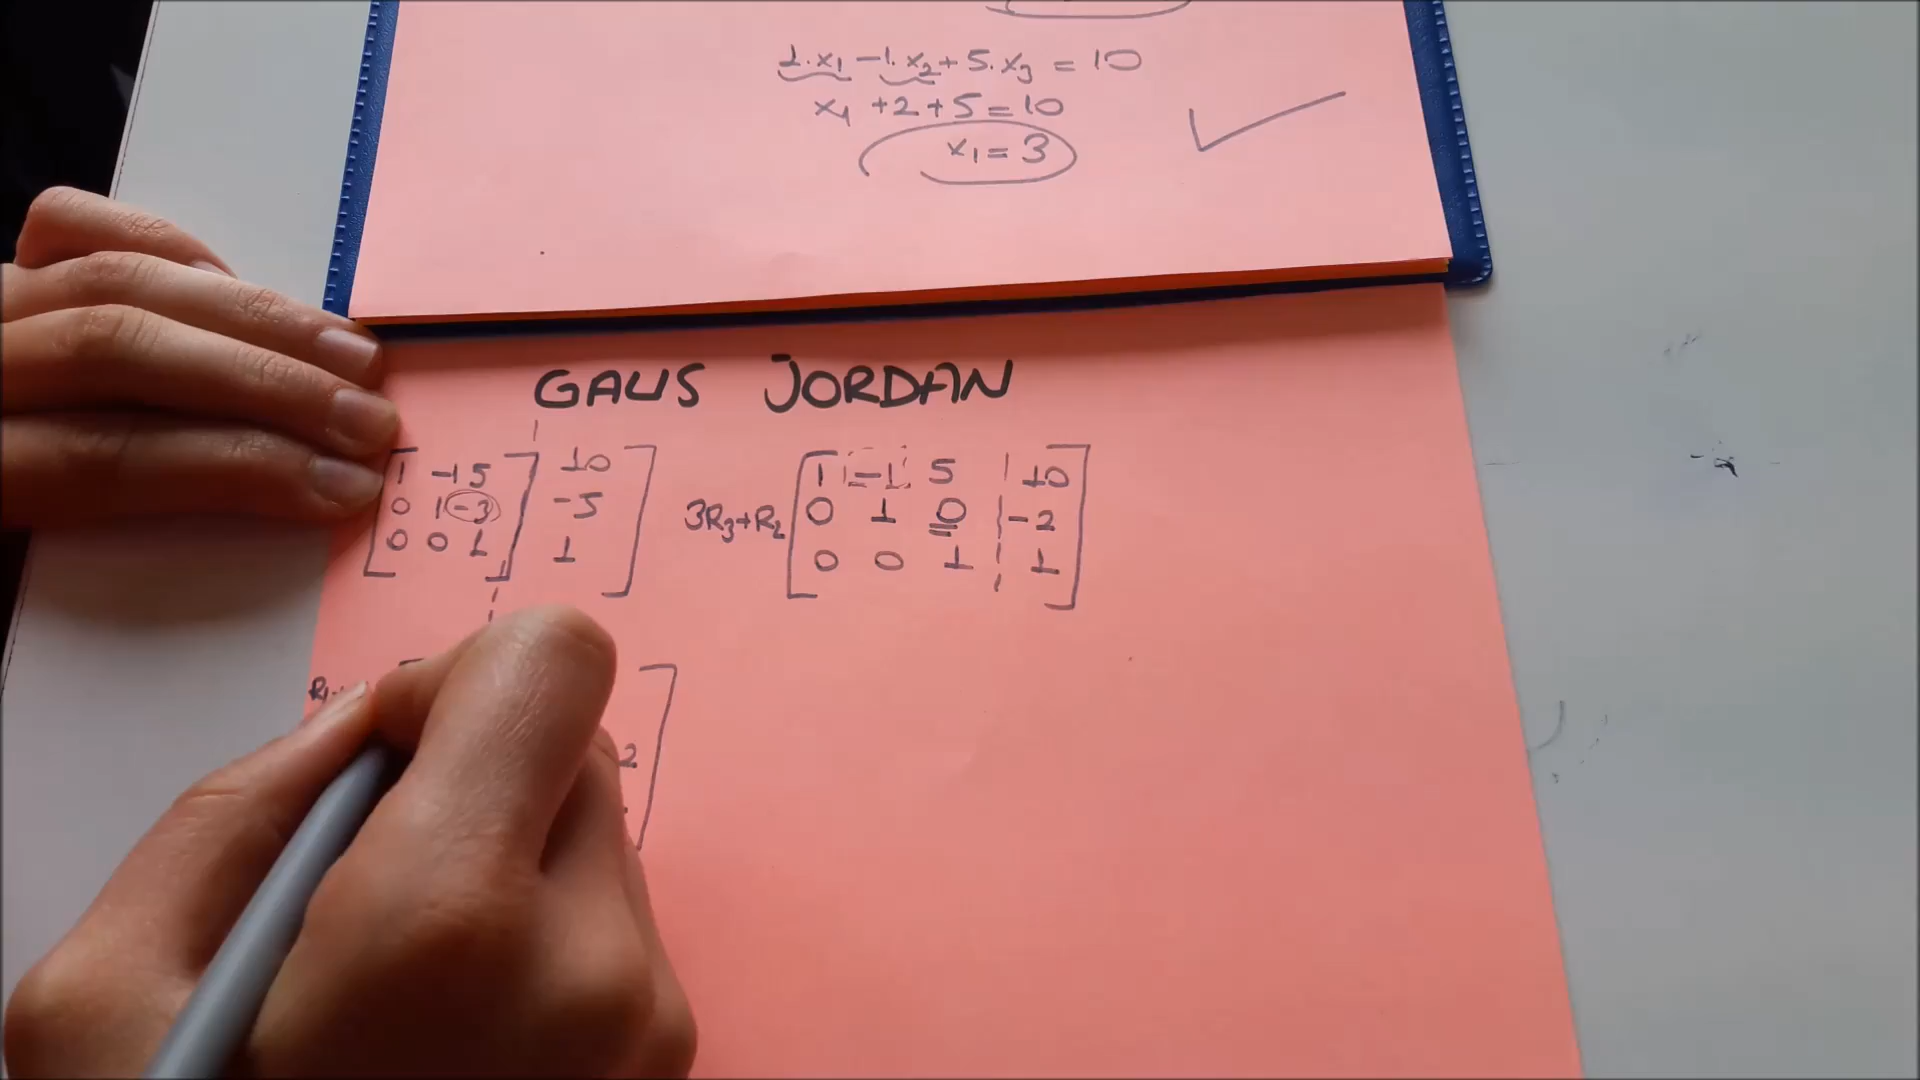 1·x1 -1·x2 + 5·x3 = 10
x1 + 2 + 5 = 10
x1 = 3
GAUS JORDAN
1 -1 5 10
0 1 -3 -5
0 0 1 1
3R3+R2
1 -1 5 10
0 1 0 -2
0 0 1 1
2